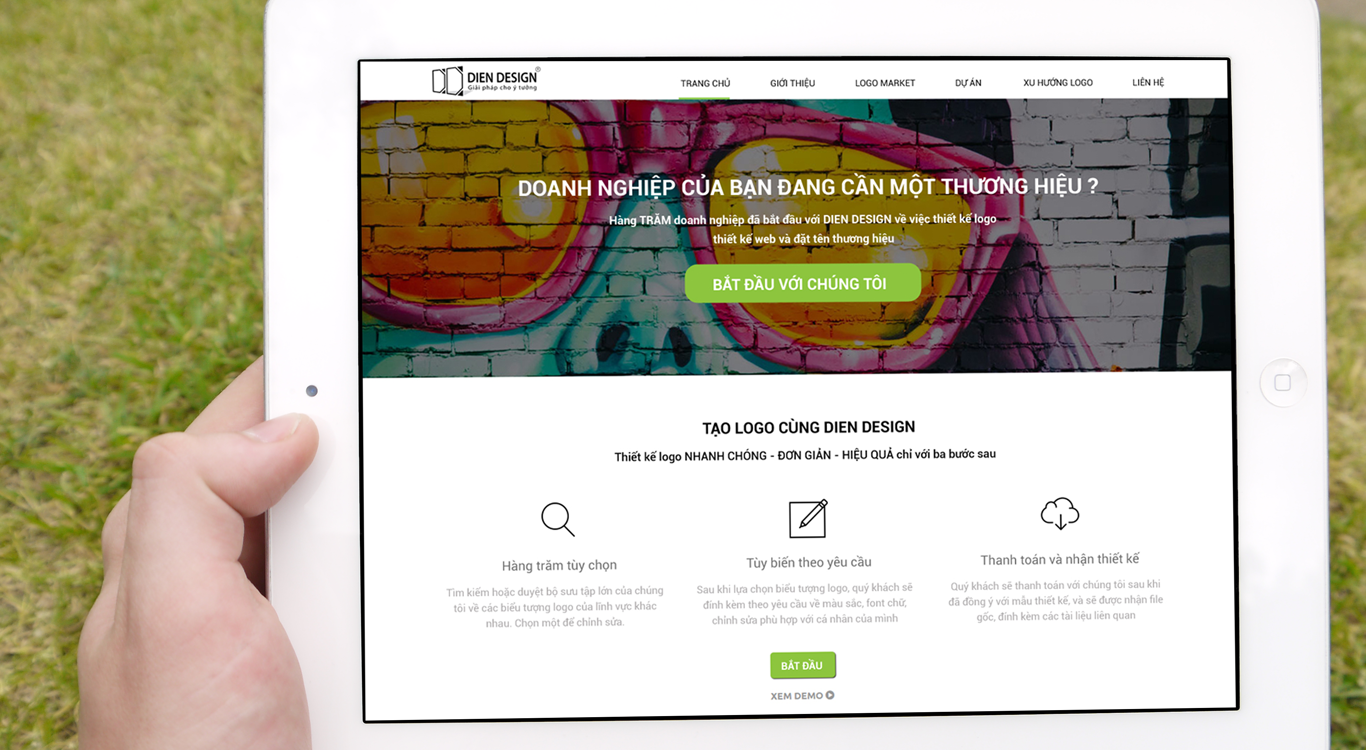 DIEN DESIGN®
Giải pháp cho ý tưởng
TRANG CHỦ GIỚI THIỆU LOGO MARKET DỰ ÁN XU HƯỚNG LOGO LIÊN HỆ
DOANH NGHIỆP CỦA BẠN ĐANG CẦN MỘT THƯƠNG HIỆU ?
Hàng TRĂM doanh nghiệp đã bắt đầu với DIEN DESIGN về việc thiết kế logo
thiết kế web và đặt tên thương hiệu
BẮT ĐẦU VỚI CHÚNG TÔI
TẠO LOGO CÙNG DIEN DESIGN
Thiết kế logo NHANH CHÓNG - ĐƠN GIẢN - HIỆU QUẢ chỉ với ba bước sau
Hàng trăm tùy chọn
Tìm kiếm hoặc duyệt bộ sưu tập lớn của chúng
tôi về các biểu tượng logo của lĩnh vực khác
nhau. Chọn một để chỉnh sửa.
Tùy biến theo yêu cầu
Sau khi lựa chọn biểu tượng logo, quý khách sẽ
đính kèm theo yêu cầu về màu sắc, font chữ,
chỉnh sửa phù hợp với cá nhân của mình
Thanh toán và nhận thiết kế
Quý khách sẽ thanh toán với chúng tôi sau khi
đã đồng ý với mẫu thiết kế, và sẽ được nhận file
gốc, đính kèm các tài liệu liên quan
BẮT ĐẦU
XEM DEMO